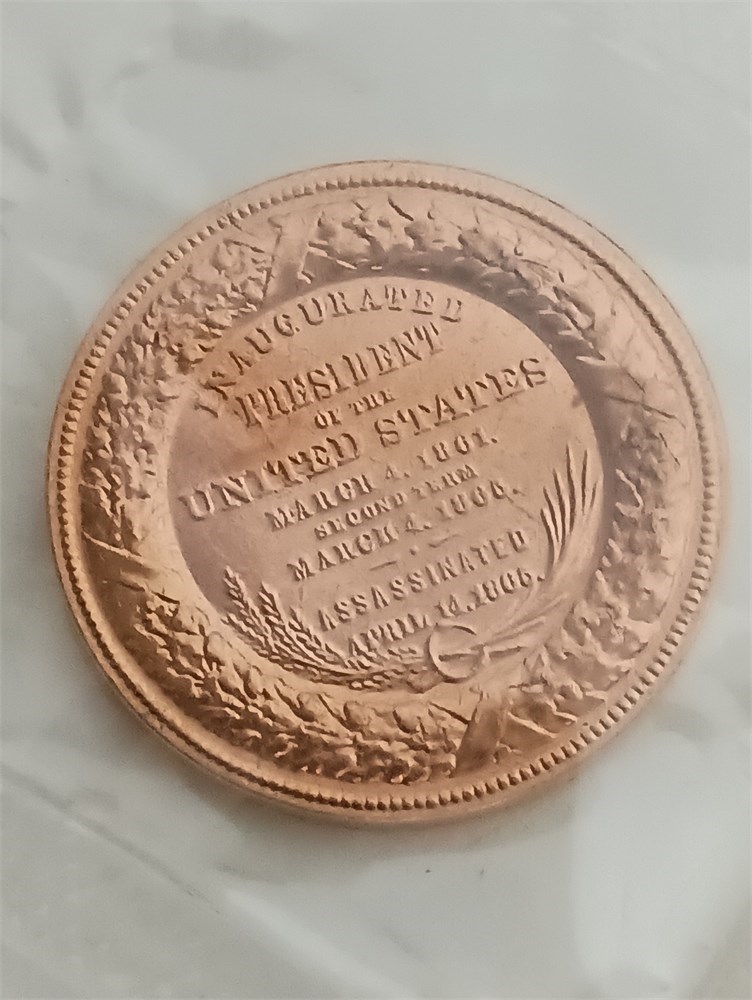 INAUGURATED
PRESIDENT
OF THE
UNITED STATES
MARCH 4, 1861.
SECOND TERM
MARCH 4, 1865.
ASSASSINATED
APRIL 14, 1865.